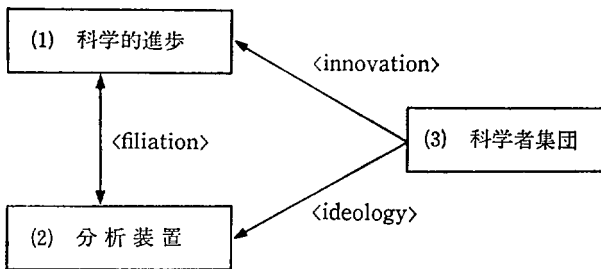 (1) 科学的進歩
〈innovation〉
〈filiation〉
(3) 科学者集団
(2) 分析装置
〈ideology〉